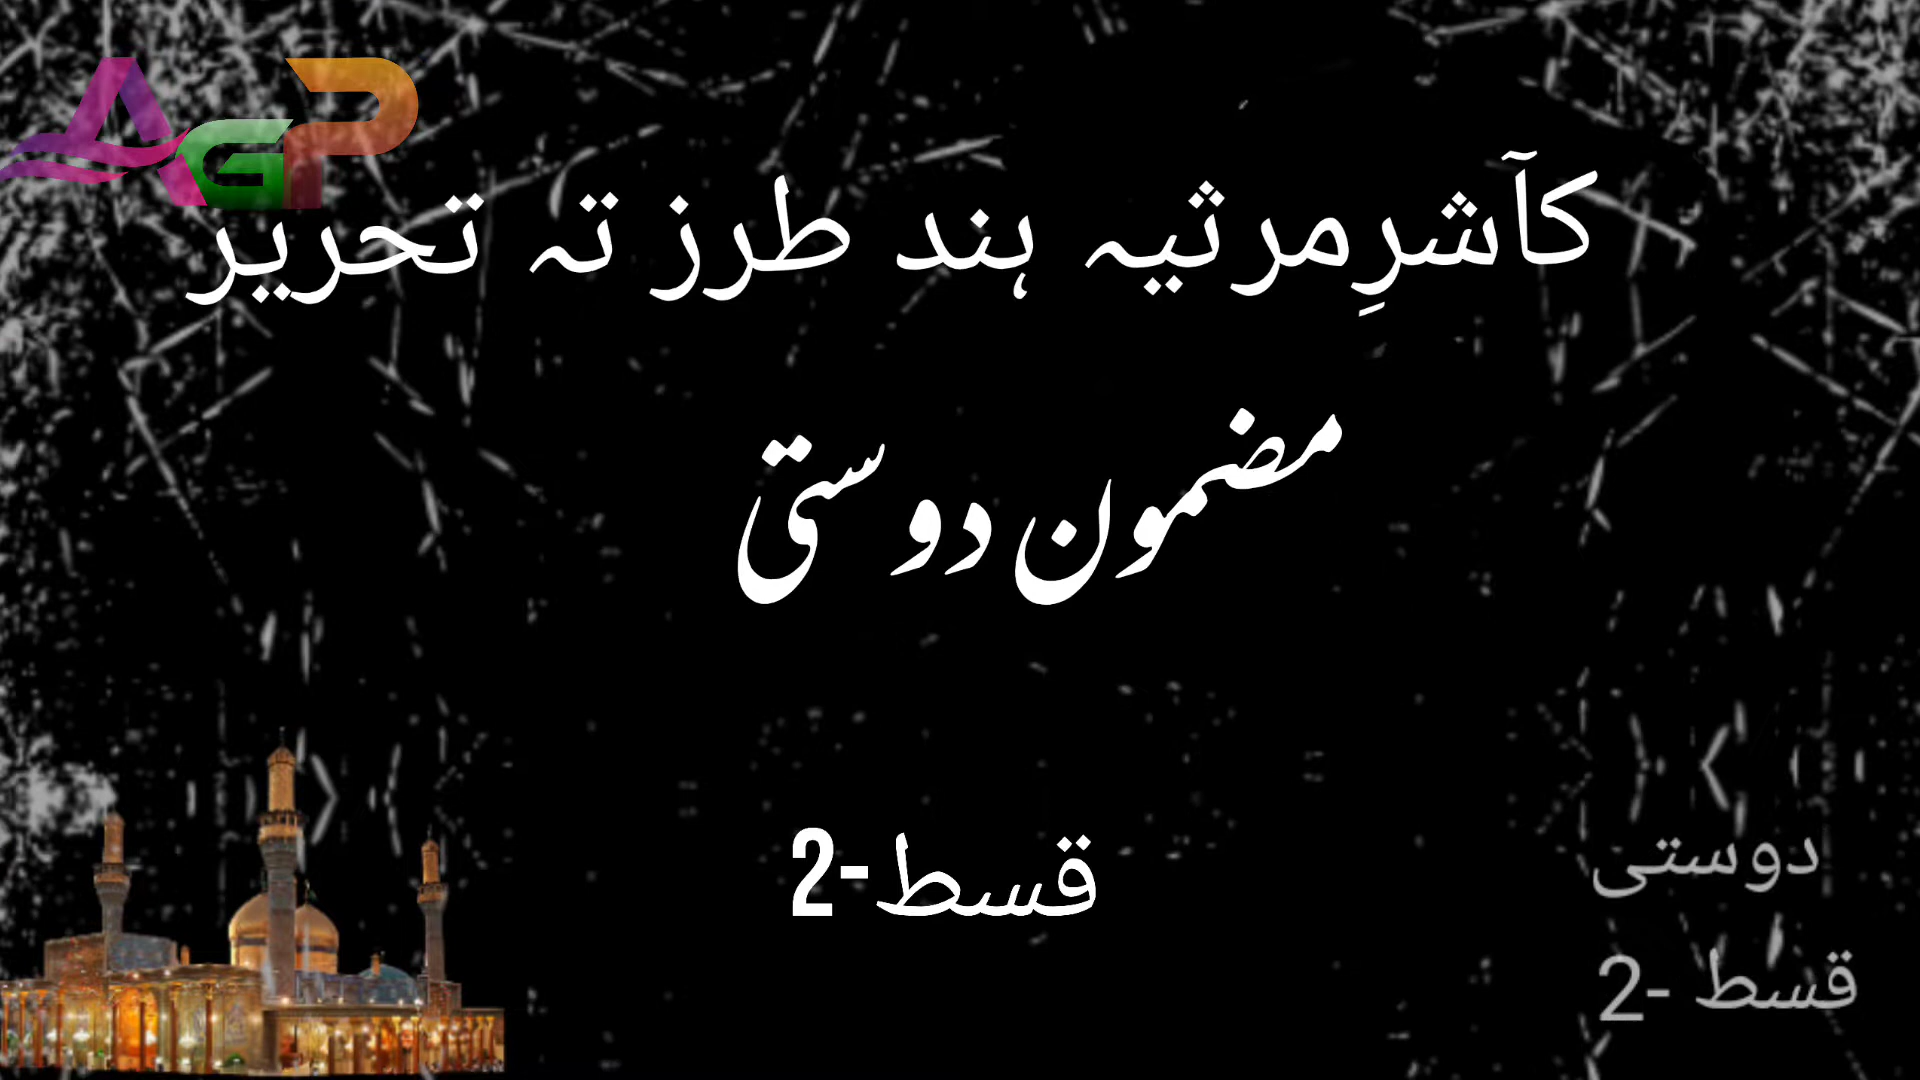 AGP
کآشرِمرثیہ ہند طرز تہ تحریر
مضمون دوستی
قسط-2
دوستی
قسط -2